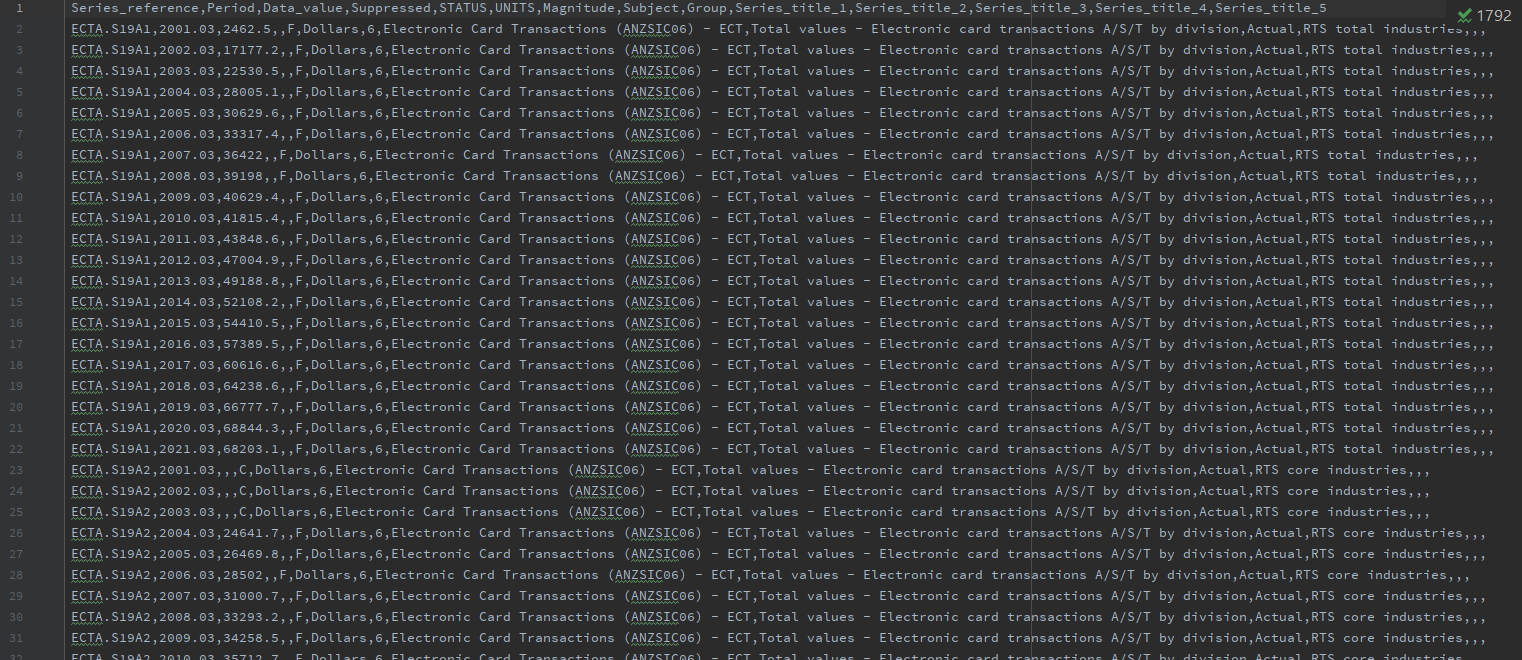 1 Series_reference,Period,Data_value,Suppressed,STATUS,UNITS,Magnitude,Subject,Group,Series_title_1,Series_title_2,Series_title_3,Series_title_4,Series_title_5 1792
2 ECTA.S19A1,2001.03,2462.5,,F,Dollars,6,Electronic Card Transactions (ANZSIC06) - ECT,Total values - Electronic card transactions A/S/T by division,Actual,RTS total industries,,,
3 ECTA.S19A1,2002.03,17177.2,,F,Dollars,6,Electronic Card Transactions (ANZSIC06) - ECT,Total values - Electronic card transactions A/S/T by division,Actual,RTS total industries,,,
4 ECTA.S19A1,2003.03,22530.5,,F,Dollars,6,Electronic Card Transactions (ANZSIC06) - ECT,Total values - Electronic card transactions A/S/T by division,Actual,RTS total industries,,,
5 ECTA.S19A1,2004.03,28005.1,,F,Dollars,6,Electronic Card Transactions (ANZSIC06) - ECT,Total values - Electronic card transactions A/S/T by division,Actual,RTS total industries,,,
6 ECTA.S19A1,2005.03,30629.6,,F,Dollars,6,Electronic Card Transactions (ANZSIC06) - ECT,Total values - Electronic card transactions A/S/T by division,Actual,RTS total industries,,,
7 ECTA.S19A1,2006.03,33317.4,,F,Dollars,6,Electronic Card Transactions (ANZSIC06) - ECT,Total values - Electronic card transactions A/S/T by division,Actual,RTS total industries,,,
8 ECTA.S19A1,2007.03,36422,,F,Dollars,6,Electronic Card Transactions (ANZSIC06) - ECT,Total values - Electronic card transactions A/S/T by division,Actual,RTS total industries,,,
9 ECTA.S19A1,2008.03,39198,,F,Dollars,6,Electronic Card Transactions (ANZSIC06) - ECT,Total values - Electronic card transactions A/S/T by division,Actual,RTS total industries,,,
10 ECTA.S19A1,2009.03,40629.4,,F,Dollars,6,Electronic Card Transactions (ANZSIC06) - ECT,Total values - Electronic card transactions A/S/T by division,Actual,RTS total industries,,,
11 ECTA.S19A1,2010.03,41815.4,,F,Dollars,6,Electronic Card Transactions (ANZSIC06) - ECT,Total values - Electronic card transactions A/S/T by division,Actual,RTS total industries,,,
12 ECTA.S19A1,2011.03,43848.6,,F,Dollars,6,Electronic Card Transactions (ANZSIC06) - ECT,Total values - Electronic card transactions A/S/T by division,Actual,RTS total industries,,,
13 ECTA.S19A1,2012.03,47004.9,,F,Dollars,6,Electronic Card Transactions (ANZSIC06) - ECT,Total values - Electronic card transactions A/S/T by division,Actual,RTS total industries,,,
14 ECTA.S19A1,2013.03,49188.8,,F,Dollars,6,Electronic Card Transactions (ANZSIC06) - ECT,Total values - Electronic card transactions A/S/T by division,Actual,RTS total industries,,,
15 ECTA.S19A1,2014.03,52108.2,,F,Dollars,6,Electronic Card Transactions (ANZSIC06) - ECT,Total values - Electronic card transactions A/S/T by division,Actual,RTS total industries,,,
16 ECTA.S19A1,2015.03,54410.5,,F,Dollars,6,Electronic Card Transactions (ANZSIC06) - ECT,Total values - Electronic card transactions A/S/T by division,Actual,RTS total industries,,,
17 ECTA.S19A1,2016.03,57389.5,,F,Dollars,6,Electronic Card Transactions (ANZSIC06) - ECT,Total values - Electronic card transactions A/S/T by division,Actual,RTS total industries,,,
18 ECTA.S19A1,2017.03,60616.6,,F,Dollars,6,Electronic Card Transactions (ANZSIC06) - ECT,Total values - Electronic card transactions A/S/T by division,Actual,RTS total industries,,,
19 ECTA.S19A1,2018.03,64238.6,,F,Dollars,6,Electronic Card Transactions (ANZSIC06) - ECT,Total values - Electronic card transactions A/S/T by division,Actual,RTS total industries,,,
20 ECTA.S19A1,2019.03,66777.7,,F,Dollars,6,Electronic Card Transactions (ANZSIC06) - ECT,Total values - Electronic card transactions A/S/T by division,Actual,RTS total industries,,,
21 ECTA.S19A1,2020.03,68844.3,,F,Dollars,6,Electronic Card Transactions (ANZSIC06) - ECT,Total values - Electronic card transactions A/S/T by division,Actual,RTS total industries,,,
22 ECTA.S19A1,2021.03,68203.1,,F,Dollars,6,Electronic Card Transactions (ANZSIC06) - ECT,Total values - Electronic card transactions A/S/T by division,Actual,RTS total industries,,,
23 ECTA.S19A2,2001.03,,,C,Dollars,6,Electronic Card Transactions (ANZSIC06) - ECT,Total values - Electronic card transactions A/S/T by division,Actual,RTS core industries,,,
24 ECTA.S19A2,2002.03,,,C,Dollars,6,Electronic Card Transactions (ANZSIC06) - ECT,Total values - Electronic card transactions A/S/T by division,Actual,RTS core industries,,,
25 ECTA.S19A2,2003.03,,,C,Dollars,6,Electronic Card Transactions (ANZSIC06) - ECT,Total values - Electronic card transactions A/S/T by division,Actual,RTS core industries,,,
26 ECTA.S19A2,2004.03,24641.7,,F,Dollars,6,Electronic Card Transactions (ANZSIC06) - ECT,Total values - Electronic card transactions A/S/T by division,Actual,RTS core industries,,,
27 ECTA.S19A2,2005.03,26469.8,,F,Dollars,6,Electronic Card Transactions (ANZSIC06) - ECT,Total values - Electronic card transactions A/S/T by division,Actual,RTS core industries,,,
28 ECTA.S19A2,2006.03,28502,,F,Dollars,6,Electronic Card Transactions (ANZSIC06) - ECT,Total values - Electronic card transactions A/S/T by division,Actual,RTS core industries,,,
29 ECTA.S19A2,2007.03,31000.7,,F,Dollars,6,Electronic Card Transactions (ANZSIC06) - ECT,Total values - Electronic card transactions A/S/T by division,Actual,RTS core industries,,,
30 ECTA.S19A2,2008.03,33293.2,,F,Dollars,6,Electronic Card Transactions (ANZSIC06) - ECT,Total values - Electronic card transactions A/S/T by division,Actual,RTS core industries,,,
31 ECTA.S19A2,2009.03,34258.5,,F,Dollars,6,Electronic Card Transactions (ANZSIC06) - ECT,Total values - Electronic card transactions A/S/T by division,Actual,RTS core industries,,,
32 ECTA.S19A2,2010.03,35712.7,,F,Dollars,6,Electronic Card Transactions (ANZSIC06) - ECT,Total values - Electronic card transactions A/S/T by division,Actual,RTS core industries,,,